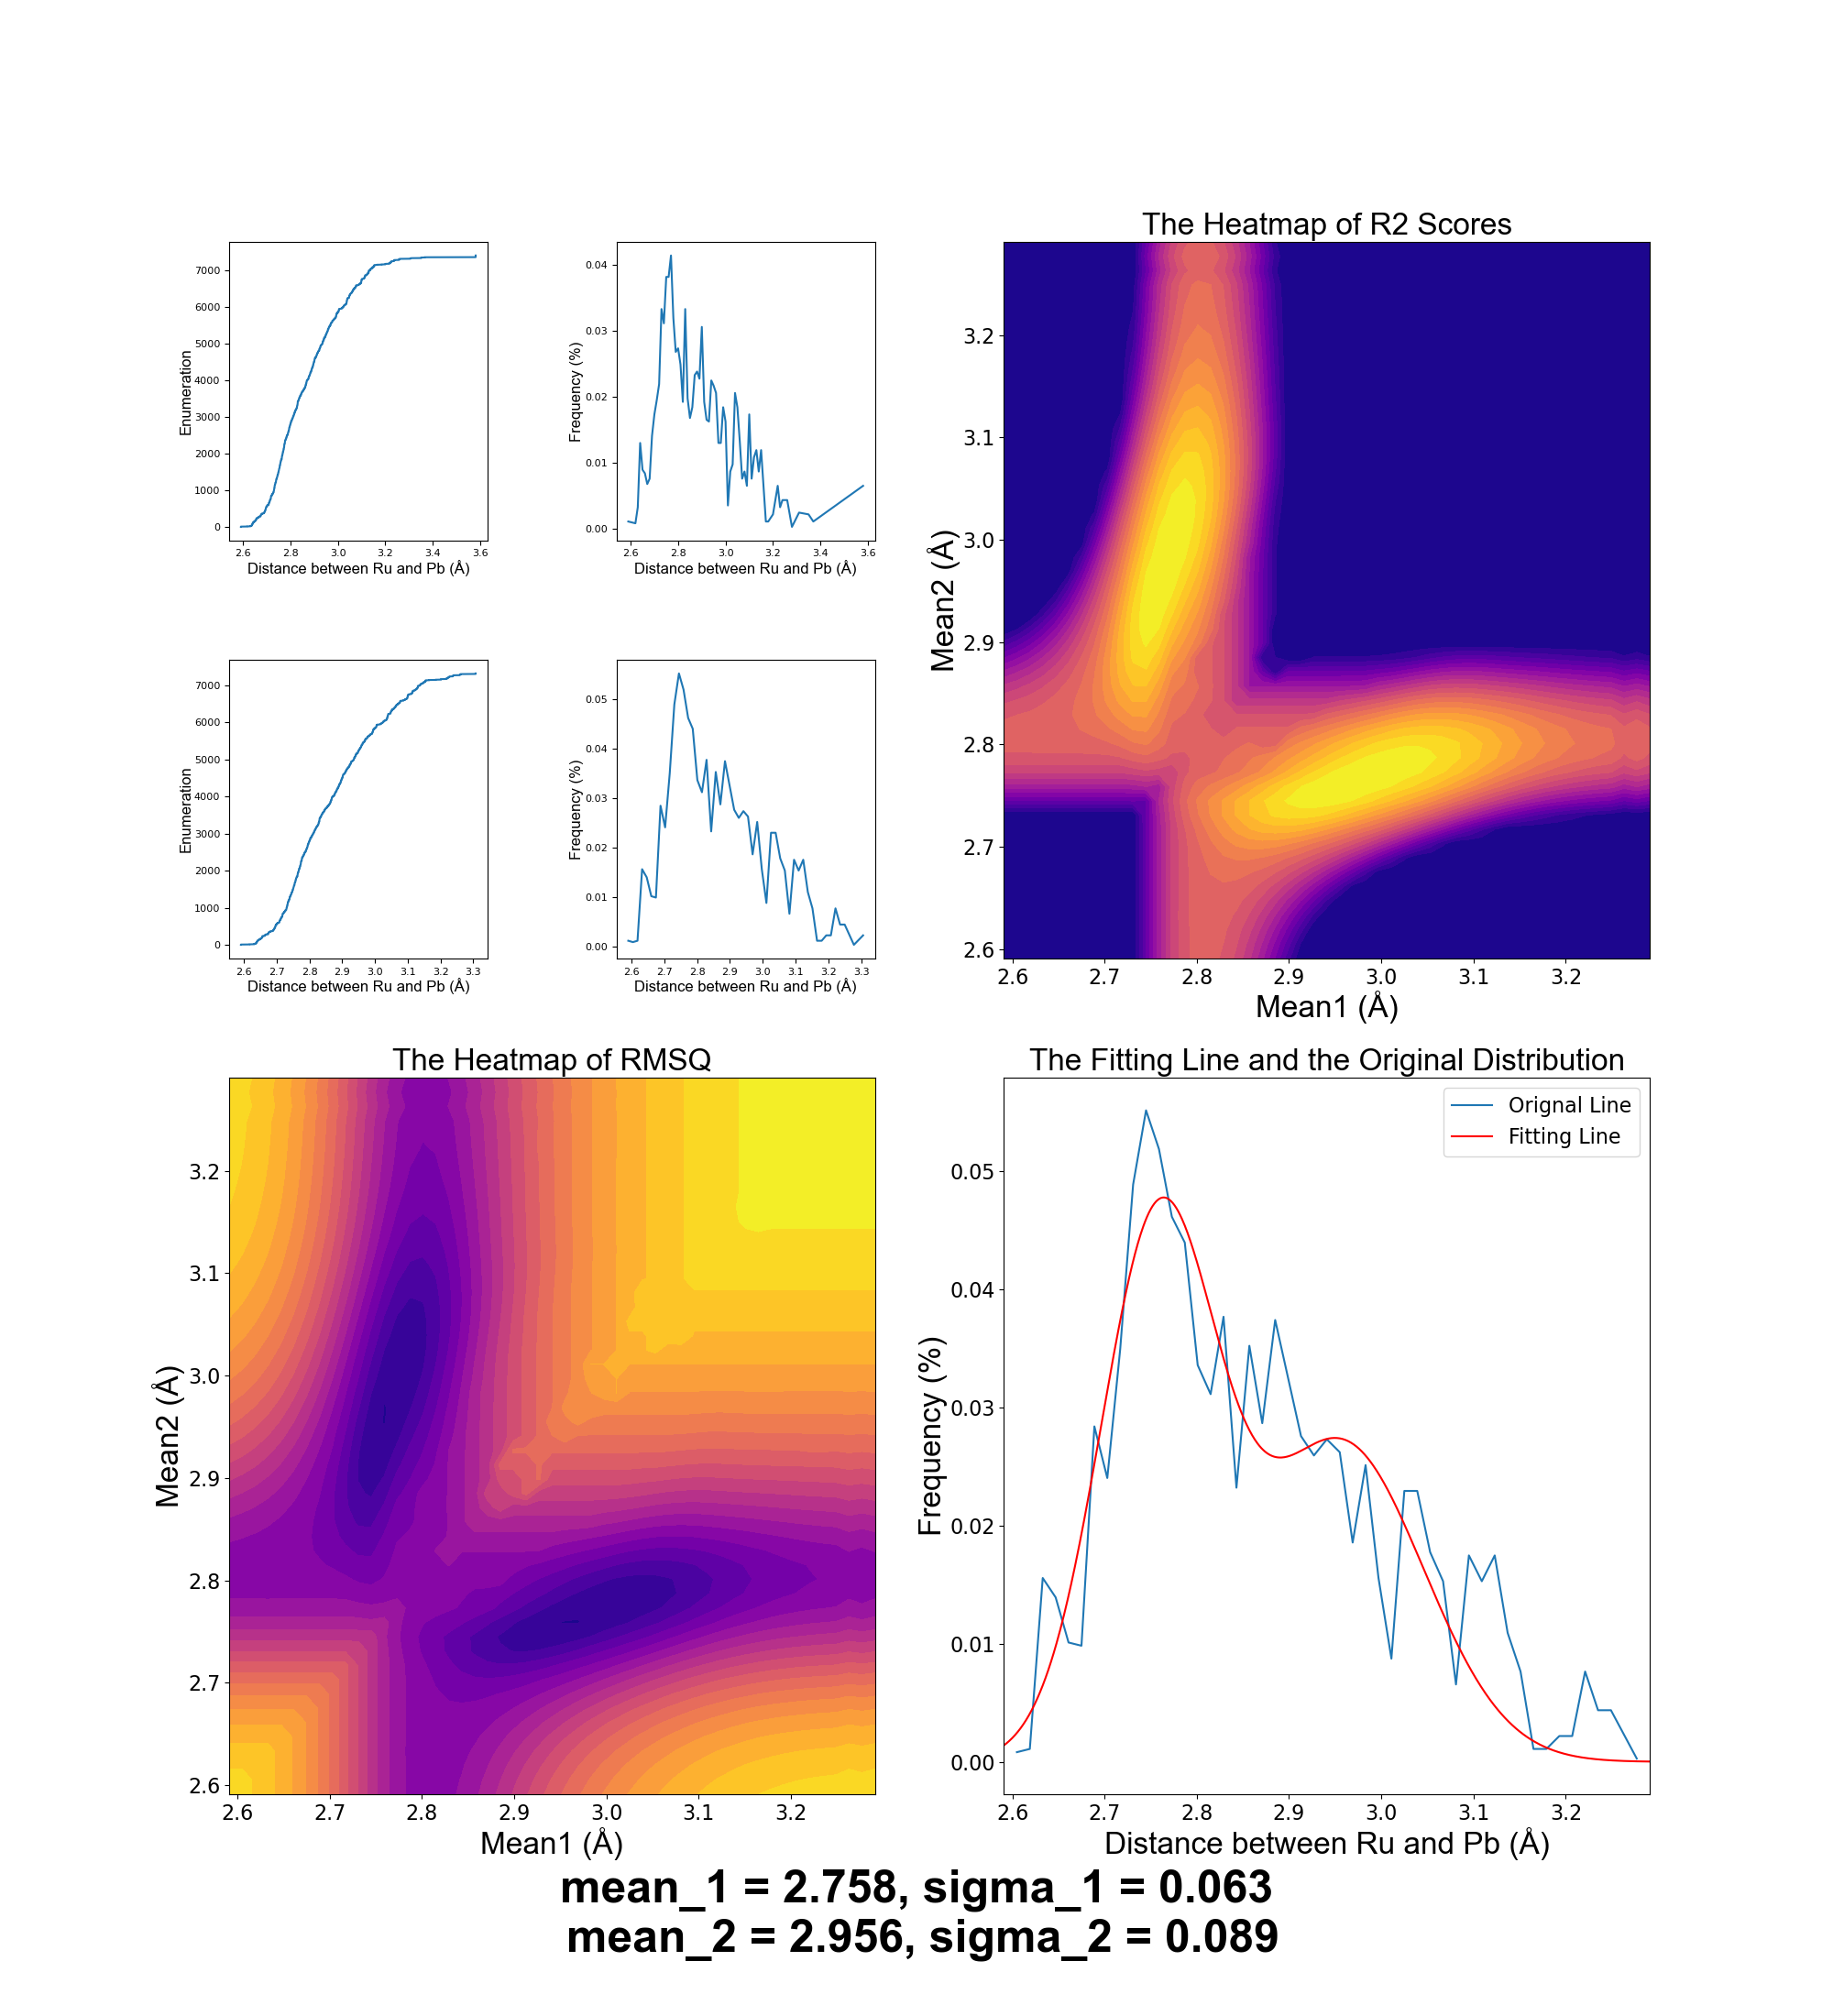 7000
6000
5000
4000
3000
2000
1000
0
Enumeration
2.6 2.8 3.0 3.2 3.4 3.6
Distance between Ru and Pb (Å)
0.04
0.03
0.02
0.01
0.00
Frequency (%)
2.6 2.8 3.0 3.2 3.4 3.6
Distance between Ru and Pb (Å)
The Heatmap of R2 Scores
3.2
3.1
3.0
2.9
2.8
2.7
2.6
Mean2 (Å)
2.6 2.7 2.8 2.9 3.0 3.1 3.2
Mean1 (Å)
7000
6000
5000
4000
3000
2000
1000
0
Enumeration
2.6 2.7 2.8 2.9 3.0 3.1 3.2 3.3
Distance between Ru and Pb (Å)
0.05
0.04
0.03
0.02
0.01
0.00
Frequency (%)
2.6 2.7 2.8 2.9 3.0 3.1 3.2 3.3
Distance between Ru and Pb (Å)
The Heatmap of RMSQ
3.2
3.1
3.0
2.9
2.8
2.7
2.6
Mean2 (Å)
2.6 2.7 2.8 2.9 3.0 3.1 3.2
Mean1 (Å)
The Fitting Line and the Original Distribution
Orignal Line
Fitting Line
0.05
0.04
0.03
0.02
0.01
0.00
Frequency (%)
2.6 2.7 2.8 2.9 3.0 3.1 3.2
Distance between Ru and Pb (Å)
mean_1 = 2.758, sigma_1 = 0.063
mean_2 = 2.956, sigma_2 = 0.089